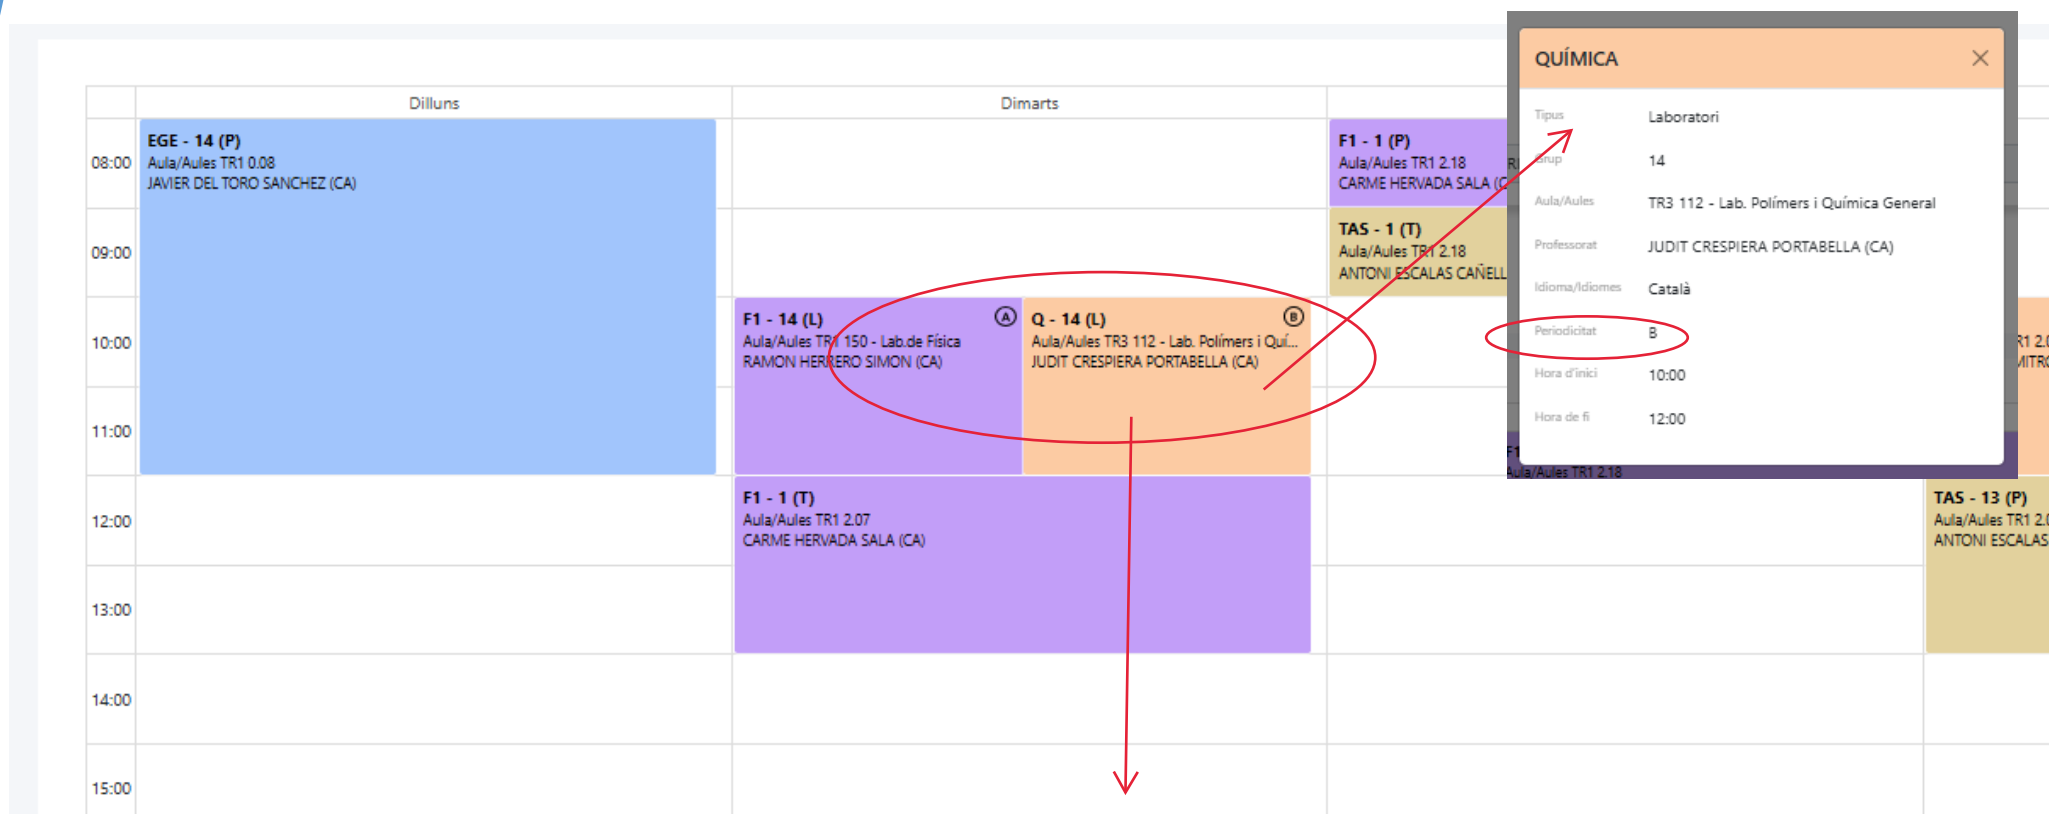 Dilluns
Dimarts
08:00
09:00
10:00
11:00
12:00
13:00
14:00
15:00
EGE - 14 (P)
Aula/Aules TR1 0.08
JAVIER DEL TORO SANCHEZ (CA)
F1 - 14 (L)
A
Aula/Aules TR1 150 - Lab.de Física
RAMON HERRERO SIMON (CA)
Q - 14 (L)
B
Aula/Aules TR3 112 - Lab. Polímers i Quí...
JUDIT CRESPIERA PORTABELLA (CA)
F1 - 1 (T)
Aula/Aules TR1 2.07
CARME HERVADA SALA (CA)
F1 - 1 (P)
Aula/Aules TR1 2.18
CARME HERVADA SALA (C
TAS - 1 (T)
Aula/Aules TR1 2.18
ANTONI ESCALAS CAÑELL
F1
Aula/Aules TR1 2.18
QUÍMICA
Tipus Laboratori
Grup 14
Aula/Aules TR3 112 - Lab. Polímers i Química General
Professorat JUDIT CRESPIERA PORTABELLA (CA)
Idioma/Idiomes Català
Periodicitat B
Hora d'inici 10:00
Hora de fi 12:00
TAS - 13 (P)
Aula/Aules TR1 2.0
ANTONI ESCALAS